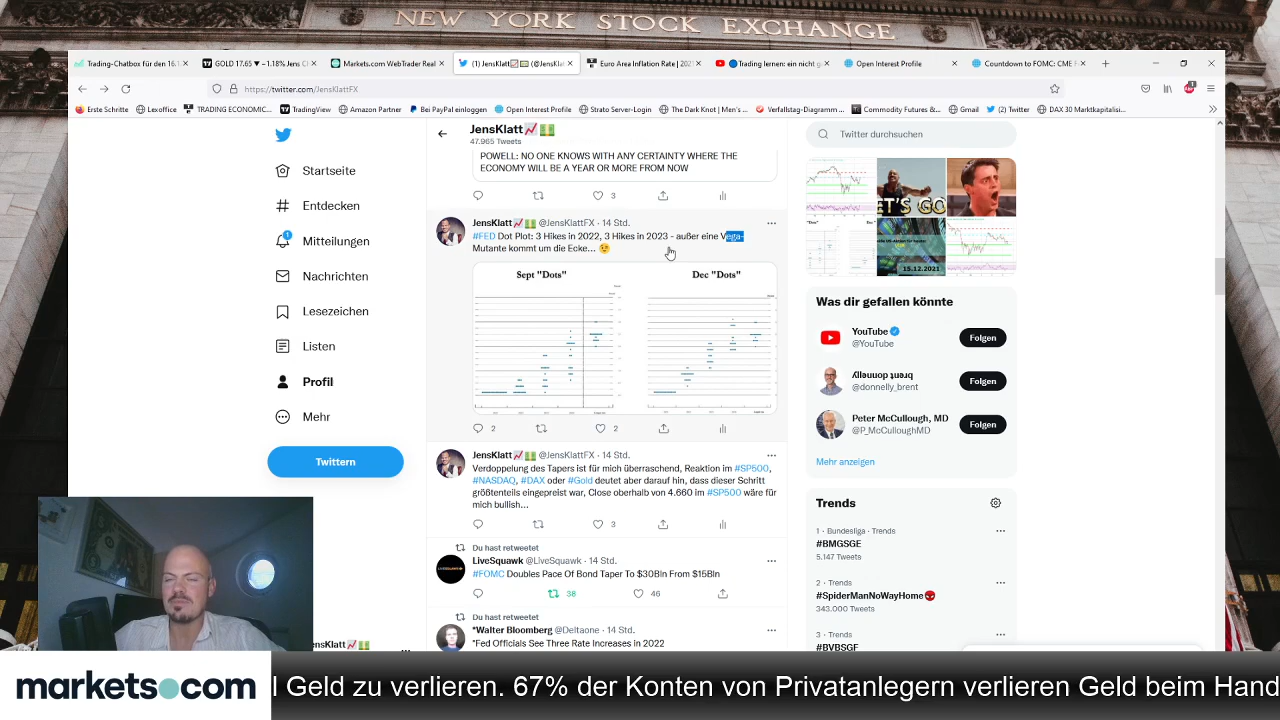 NEW YORK STOCK EXCHANGE
Trading-Chatbox für den 16.1
GOLD 17.65 ▼ −1.18% Jens C
Markets.com WebTrader Real
(1) JensKlatt📈💵 (@JensKlat
Euro Area Inflation Rate | 202
Trading lernen: ein nicht g
Open Interest Profile
Countdown to FOMC: CME F
https://twitter.com/JensKlattFX
Erste Schritte
Lexoffice
TRADING ECONOMIC...
TradingView
Amazon Partner
Bei PayPal einloggen
Open Interest Profile
Strato Server-Login
The Dark Knot | Men's ...
Verfallstag-Diagramm ...
Commodity Futures &...
Gmail
(2) Twitter
DAX 30 Marktkapitalisi...
Startseite
Entdecken
1
Mitteilungen
Nachrichten
Lesezeichen
Listen
Profil
Mehr
Twittern
JensKlatt📈💵
47.965 Tweets
POWELL: NO ONE KNOWS WITH ANY CERTAINTY WHERE THE
ECONOMY WILL BE A YEAR OR MORE FROM NOW
3
JensKlatt📈💵 @JensKlattFX · 14 Std.
#FED Dot Plot: 3 Hikes in 2022, 3 Hikes in 2023 - außer eine Vega-
Mutante kommt um die Ecke... 😉
Sept "Dots"
Dec "Dots"
2
2
JensKlatt📈💵 @JensKlattFX · 14 Std.
Verdoppelung des Tapers ist für mich überraschend, Reaktion im #SP500,
#NASDAQ, #DAX oder #Gold deutet aber darauf hin, dass dieser Schritt
größtenteils eingepreist war, Close oberhalb von 4.660 im #SP500 wäre für
mich bullish...
3
Du hast retweetet
LiveSquawk @LiveSquawk · 14 Std.
#FOMC Doubles Pace Of Bond Taper To $30Bln From $15Bln
38
46
Du hast retweetet
*Walter Bloomberg @DeItaone · 14 Std.
*Fed Officials See Three Rate Increases in 2022
Twitter durchsuchen
15.12.2021
Was dir gefallen könnte
YouTube
@YouTube
Folgen
@donnelly_brent
Folgen
Peter McCullough, MD
@P_McCulloughMD
Folgen
Mehr anzeigen
Trends
1 · Bundesliga · Trends
#BMGSGE
5.147 Tweets
2 · Trends
#SpiderManNoWayHome
343.000 Tweets
3 · Trends
#BVBSGF
nsKlatt📈💵
markets.com
l Geld zu verlieren. 67% der Konten von Privatanlegern verlieren Geld beim Hand